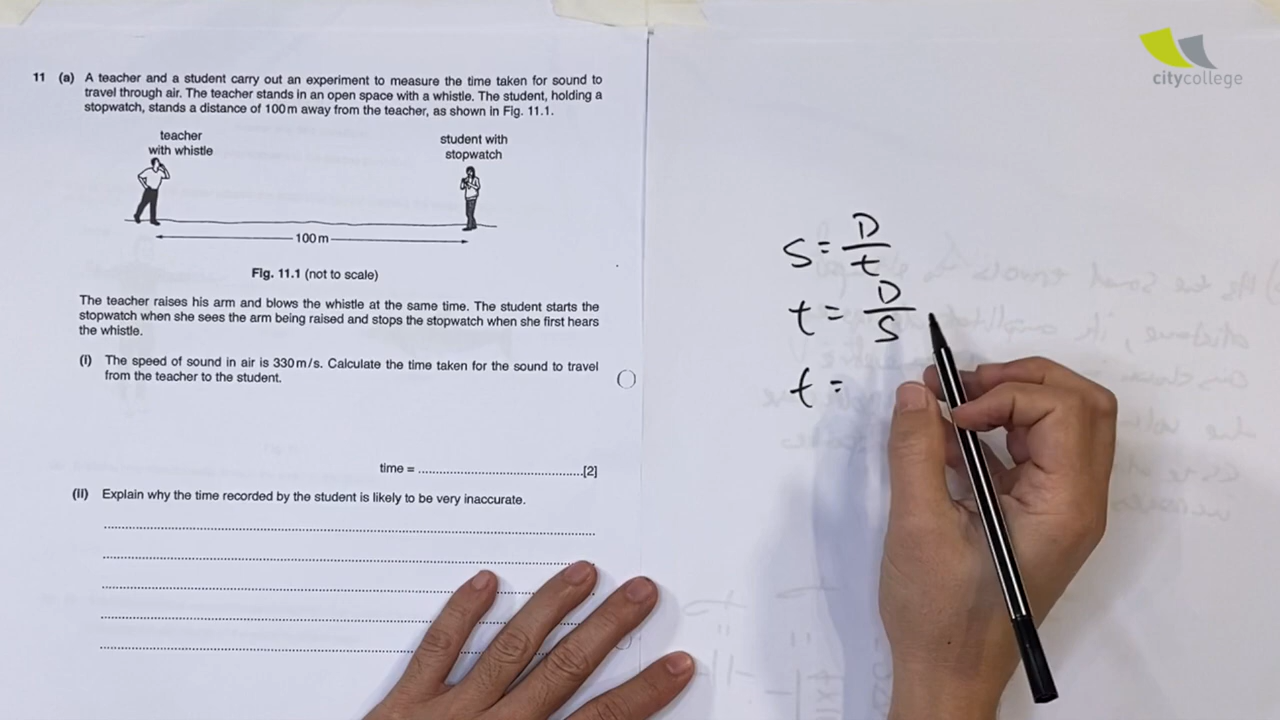 citycollege
11 (a) A teacher and a student carry out an experiment to measure the time taken for sound to
travel through air. The teacher stands in an open space with a whistle. The student, holding a
stopwatch, stands a distance of 100 m away from the teacher, as shown in Fig. 11.1.
teacher
with whistle
student with
stopwatch
100 m
Fig. 11.1 (not to scale)
The teacher raises his arm and blows the whistle at the same time. The student starts the
stopwatch when she sees the arm being raised and stops the stopwatch when she first hears
the whistle.
(i) The speed of sound in air is 330 m/s. Calculate the time taken for the sound to travel
from the teacher to the student.
time = ................................................[2]
(ii) Explain why the time recorded by the student is likely to be very inaccurate.
S = D/t
t = D/S
t =